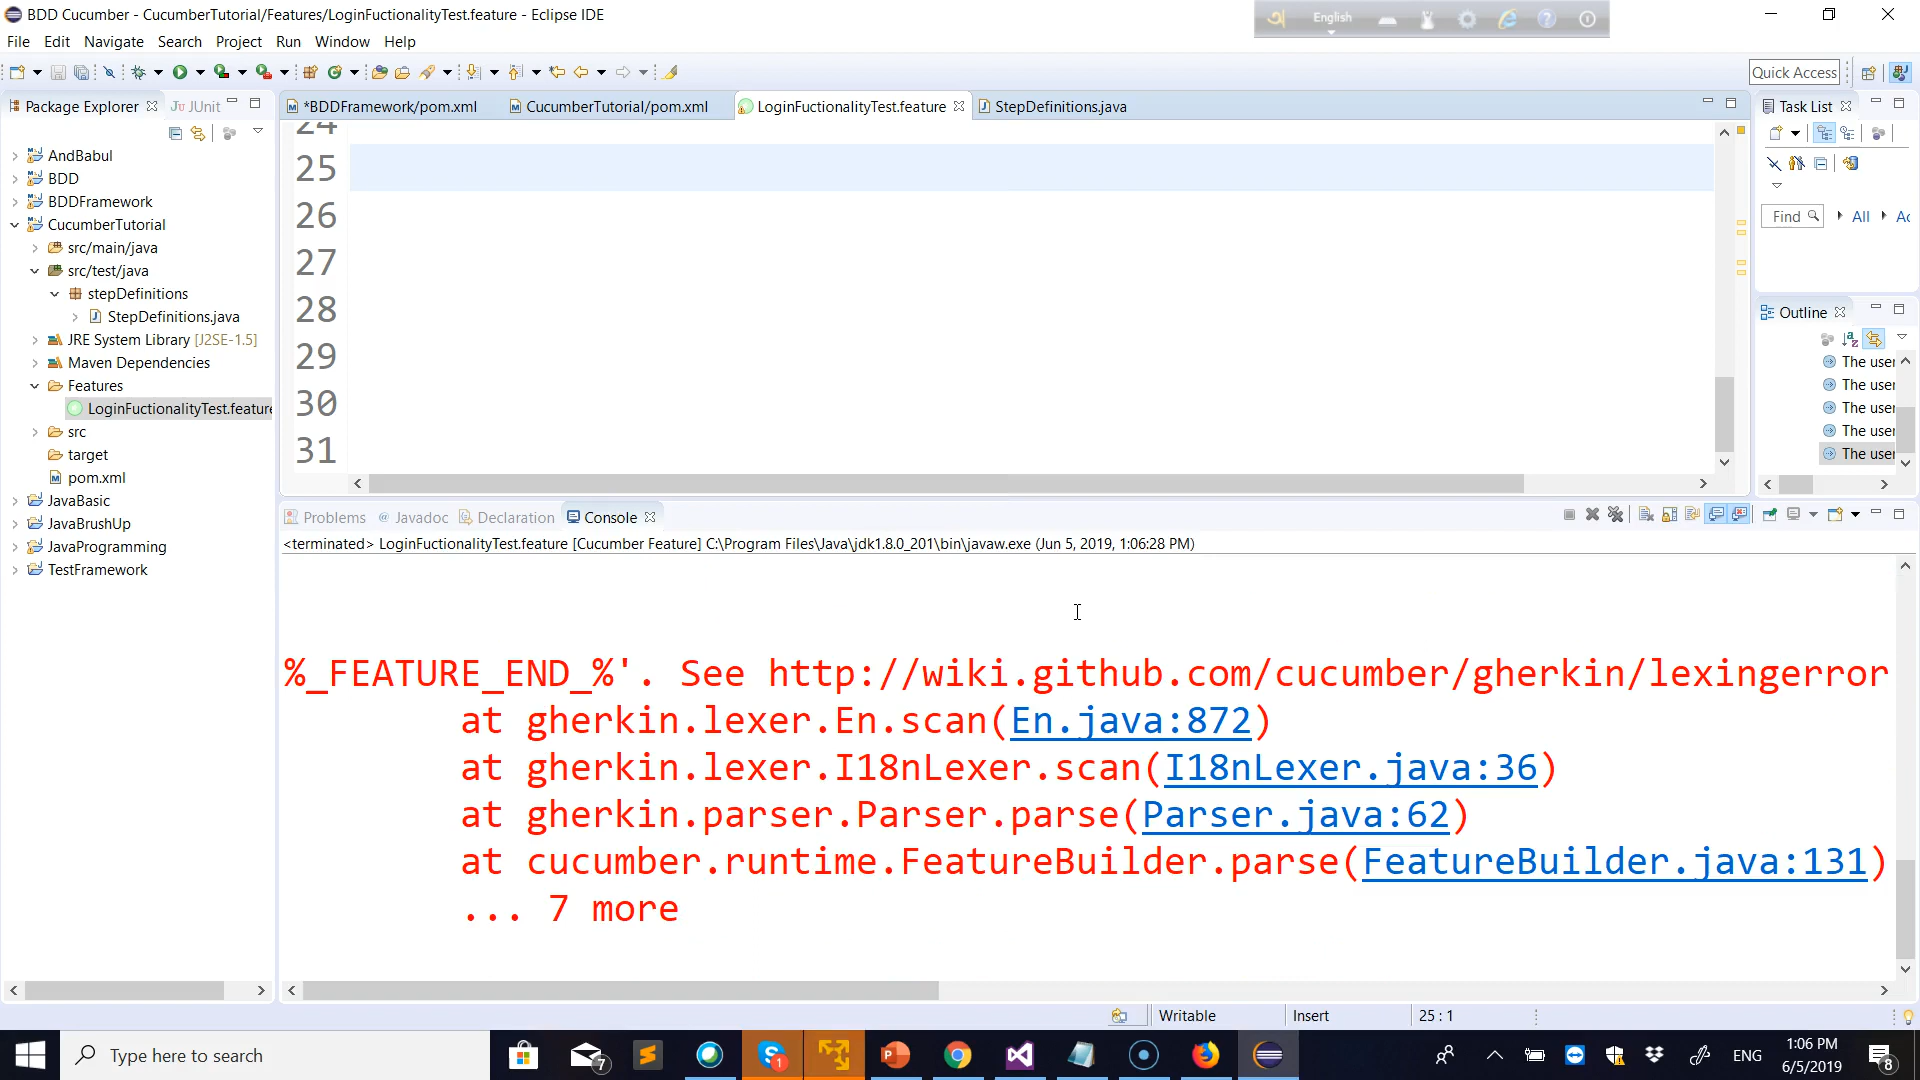 BDD Cucumber - CucumberTutorial/Features/LoginFuctionalityTest.feature - Eclipse IDE
English
File Edit Navigate Search Project Run Window Help
Quick Access
Package Explorer
JUnit
*BDDFramework/pom.xml
CucumberTutorial/pom.xml
LoginFuctionalityTest.feature
StepDefinitions.java
Task List
AndBabul
BDD
BDDFramework
CucumberTutorial
src/main/java
src/test/java
stepDefinitions
StepDefinitions.java
JRE System Library [J2SE-1.5]
Maven Dependencies
Features
LoginFuctionalityTest.feature
src
target
pom.xml
JavaBasic
JavaBrushUp
JavaProgramming
TestFramework
24
25
26
27
28
29
30
31
Find
All
Ac
Outline
The user
The user
The user
The user
The user
Problems
Javadoc
Declaration
Console
<terminated> LoginFuctionalityTest.feature [Cucumber Feature] C:\Program Files\Java\jdk1.8.0_201\bin\javaw.exe (Jun 5, 2019, 1:06:28 PM)
%_FEATURE_END_%'. See http://wiki.github.com/cucumber/gherkin/lexingerror
at gherkin.lexer.En.scan(En.java:872)
at gherkin.lexer.I18nLexer.scan(I18nLexer.java:36)
at gherkin.parser.Parser.parse(Parser.java:62)
at cucumber.runtime.FeatureBuilder.parse(FeatureBuilder.java:131)
... 7 more
Writable
Insert
25 : 1
Type here to search
7
1
ENG
1:06 PM
6/5/2019
8